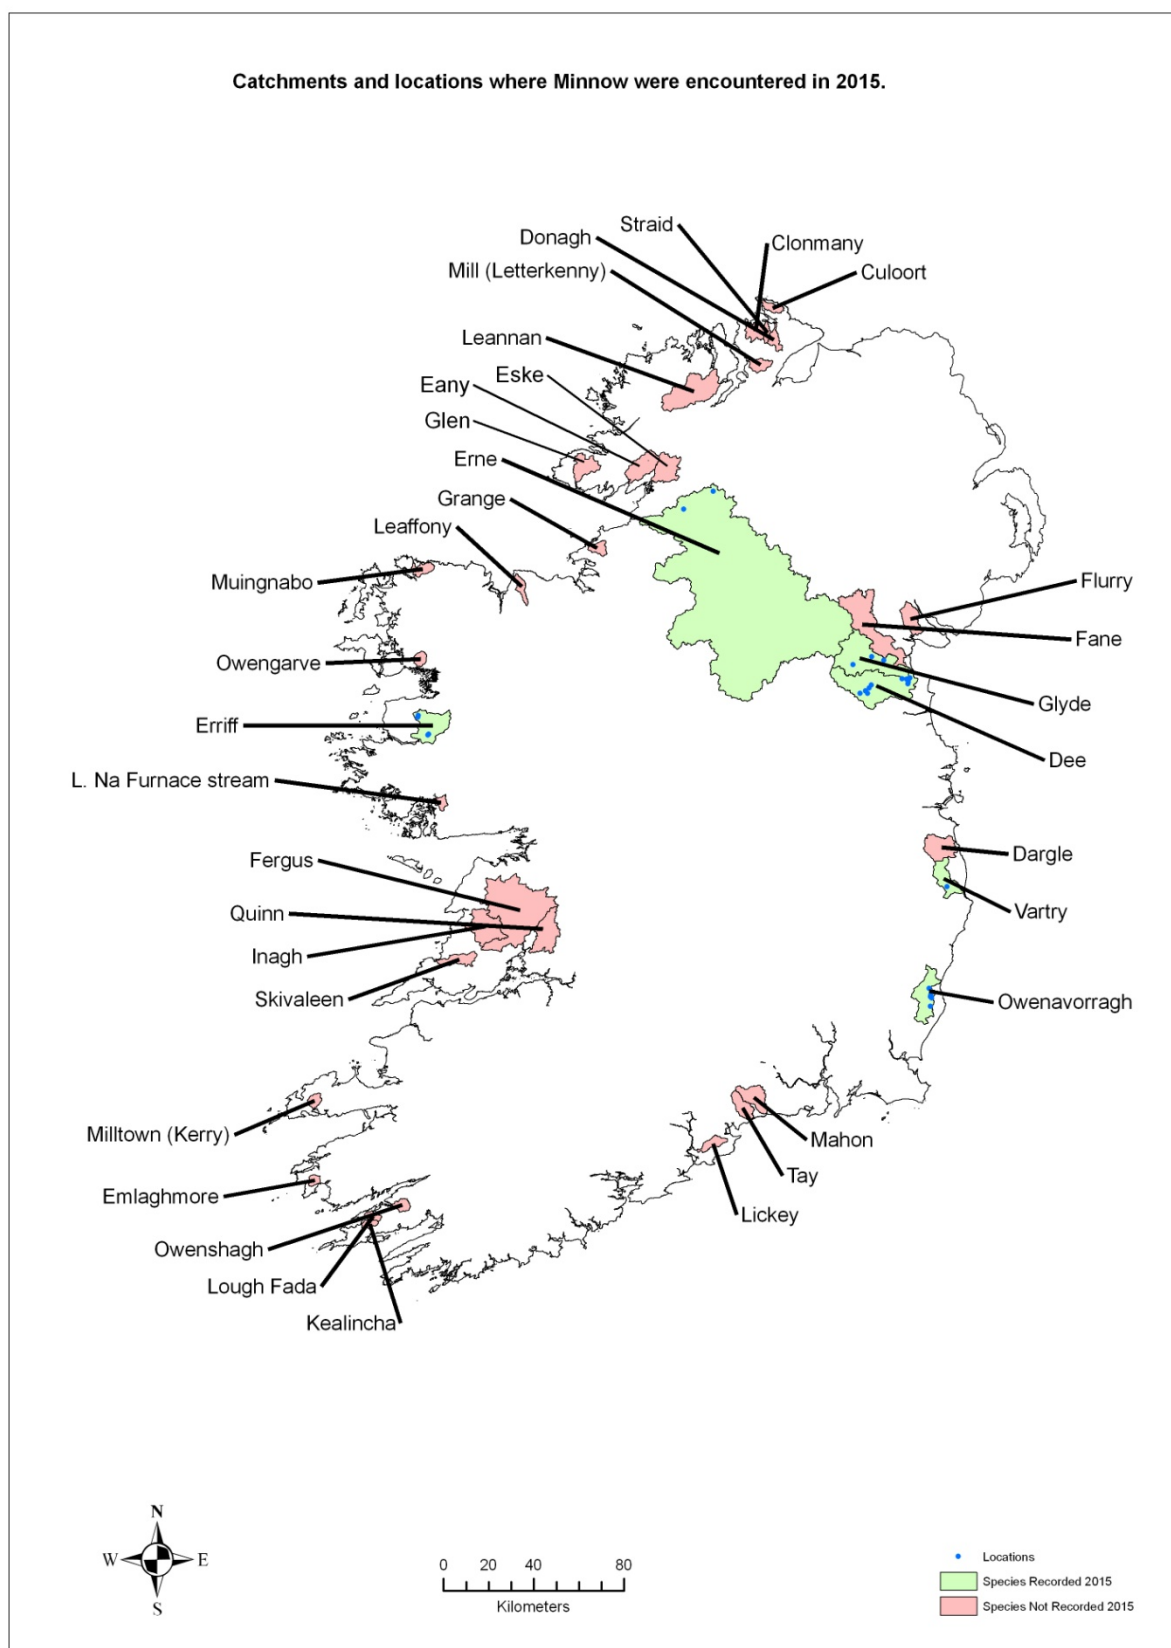 Catchments and locations where Minnow were encountered in 2015.
Straid
Donagh
Clonmany
Mill (Letterkenny)
Culoort
Leannan
Eske
Eany
Glen
Erne
Grange
Leaffony
Muingnabo
Flurry
Fane
Owengarve
Glyde
Erriff
Dee
L. Na Furnace stream
Dargle
Fergus
Vartry
Quinn
Inagh
Skivaleen
Owenavorragh
Milltown (Kerry)
Mahon
Tay
Emlaghmore
Lickey
Owenshagh
Lough Fada
Kealincha
N
W E
S
0 20 40 80
Kilometers
Locations
Species Recorded 2015
Species Not Recorded 2015